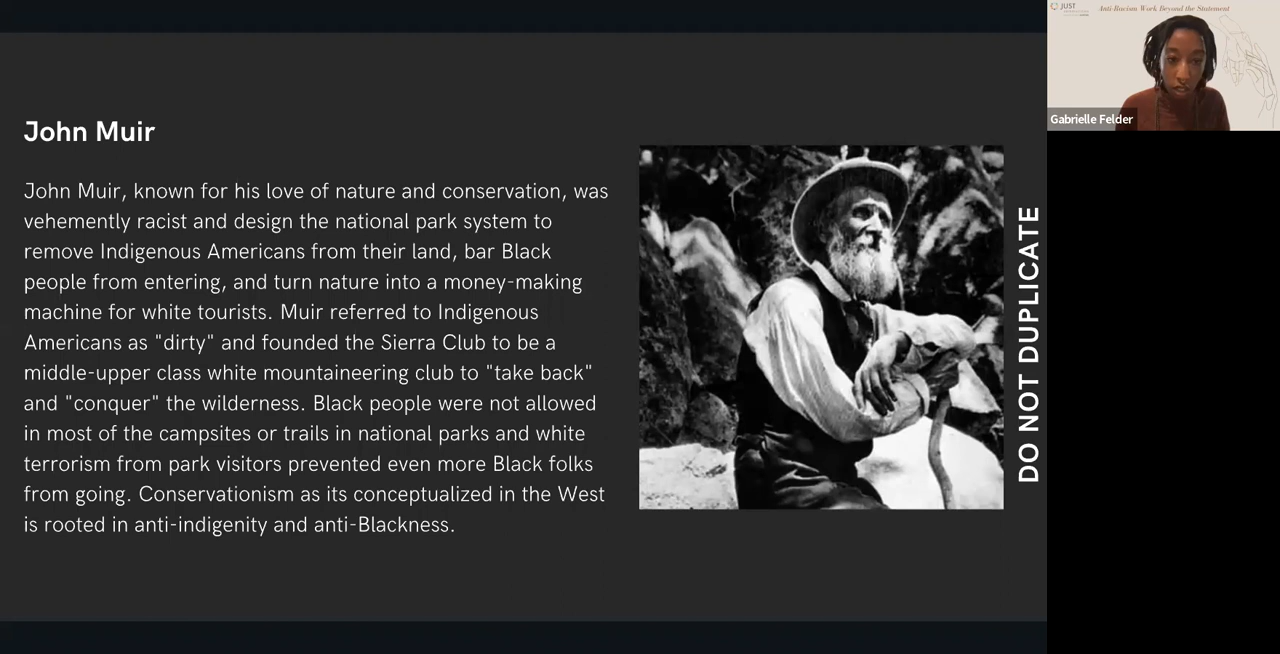 JUST
Anti-Racism Work Beyond the Statement
Gabrielle Felder
John Muir
John Muir, known for his love of nature and conservation, was
vehemently racist and design the national park system to
remove Indigenous Americans from their land, bar Black
people from entering, and turn nature into a money-making
machine for white tourists. Muir referred to Indigenous
Americans as "dirty" and founded the Sierra Club to be a
middle-upper class white mountaineering club to "take back"
and "conquer" the wilderness. Black people were not allowed
in most of the campsites or trails in national parks and white
terrorism from park visitors prevented even more Black folks
from going. Conservationism as its conceptualized in the West
is rooted in anti-indigenity and anti-Blackness.
DO NOT DUPLICATE